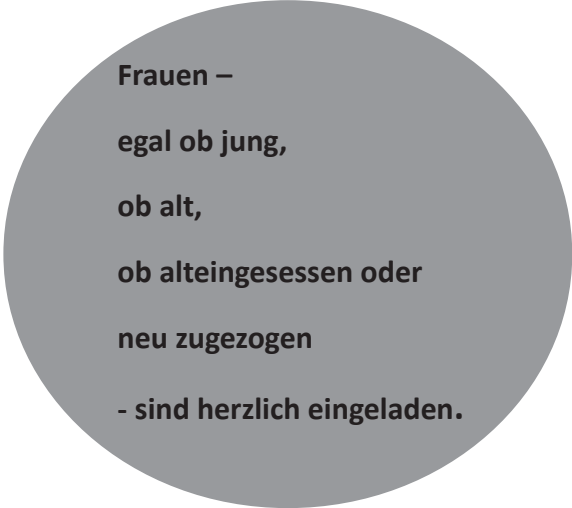 Frauen –
egal ob jung,
ob alt,
ob alteingesessen oder
neu zugezogen
- sind herzlich eingeladen.